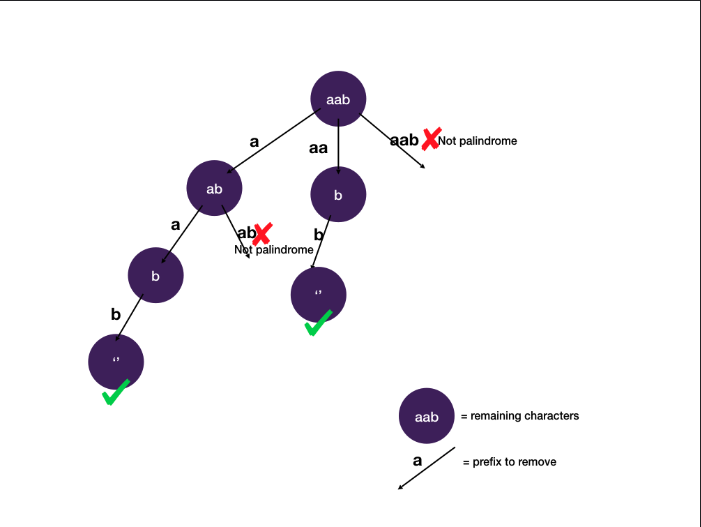 aab
a
aa
aab
Not palindrome
ab
b
a
ab
Not palindrome
b
b
‘’
b
‘’
aab
= remaining characters
a
= prefix to remove